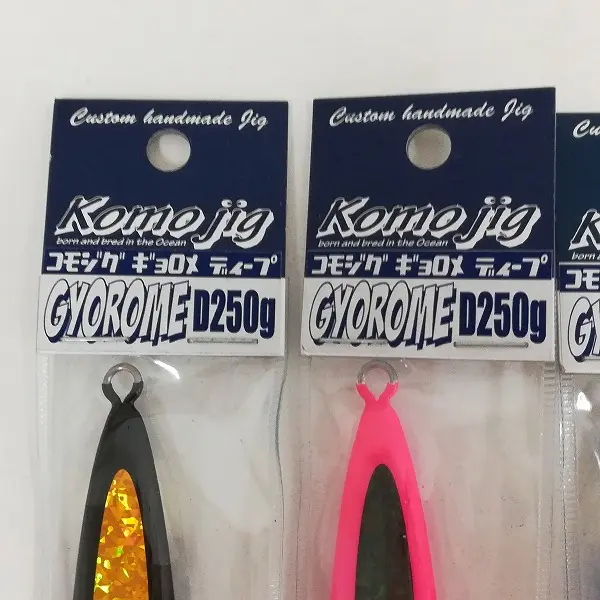 Custom handmade Jig
Komo jig
born and bred in the Ocean
コモジグ ギョロメ ディープ
GYOROME D250g
Custom handmade Jig
Komo jig
born and bred in the Ocean
コモジグ ギョロメ ディープ
GYOROME D250g
コモ